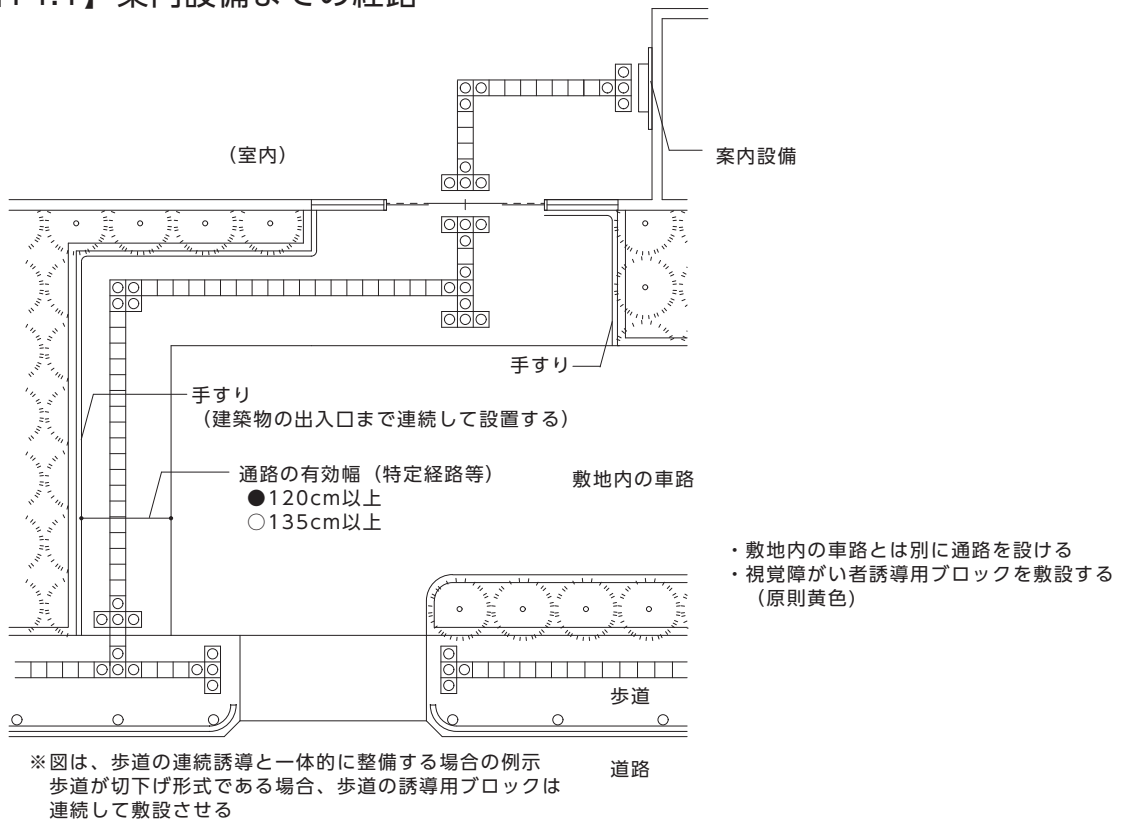 案内設備までの経路
（室内）
案内設備
手すり
手すり
（建築物の出入口まで連続して設置する）
通路の有効幅（特定経路等）
●120cm以上
○135cm以上
敷地内の車路
・敷地内の車路とは別に通路を設ける
・視覚障がい者誘導用ブロックを敷設する
（原則黄色)
歩道
道路
※図は、歩道の連続誘導と一体的に整備する場合の例示
歩道が切下げ形式である場合、歩道の誘導用ブロックは
連続して敷設させる